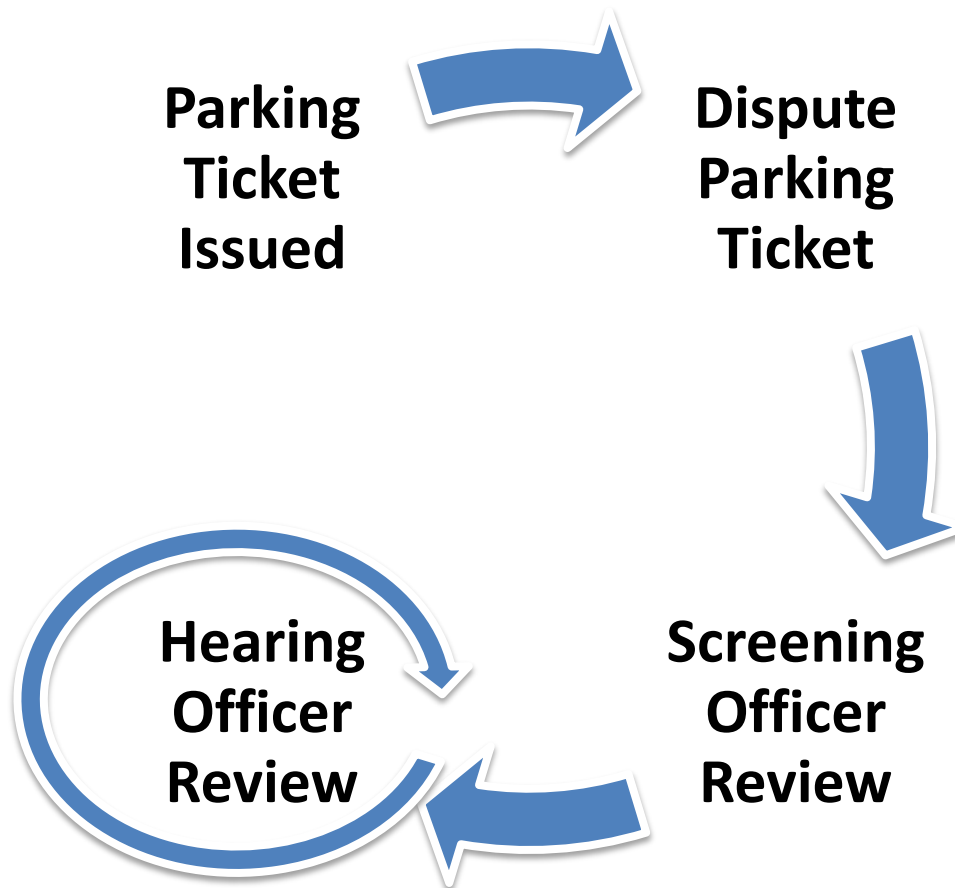 Parking
Ticket
Issued
Dispute
Parking
Ticket
Screening
Officer
Review
Hearing
Officer
Review